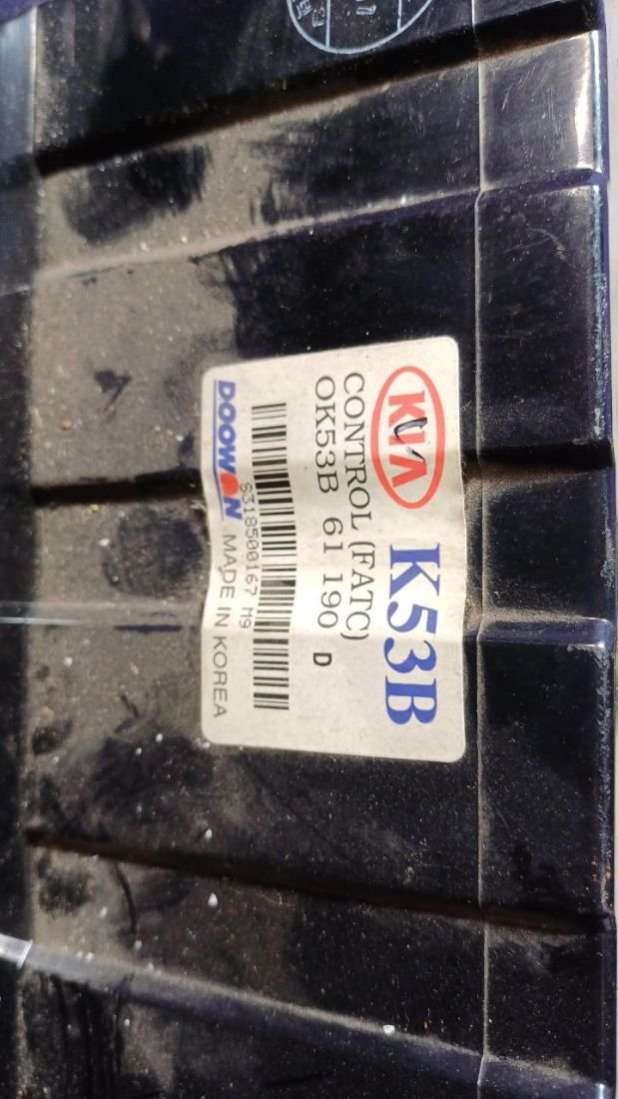 KIA K53B
CONTROL (FATC)
OK53B 61 190 D
S318500167 M9
DOOWON MADE IN KOREA